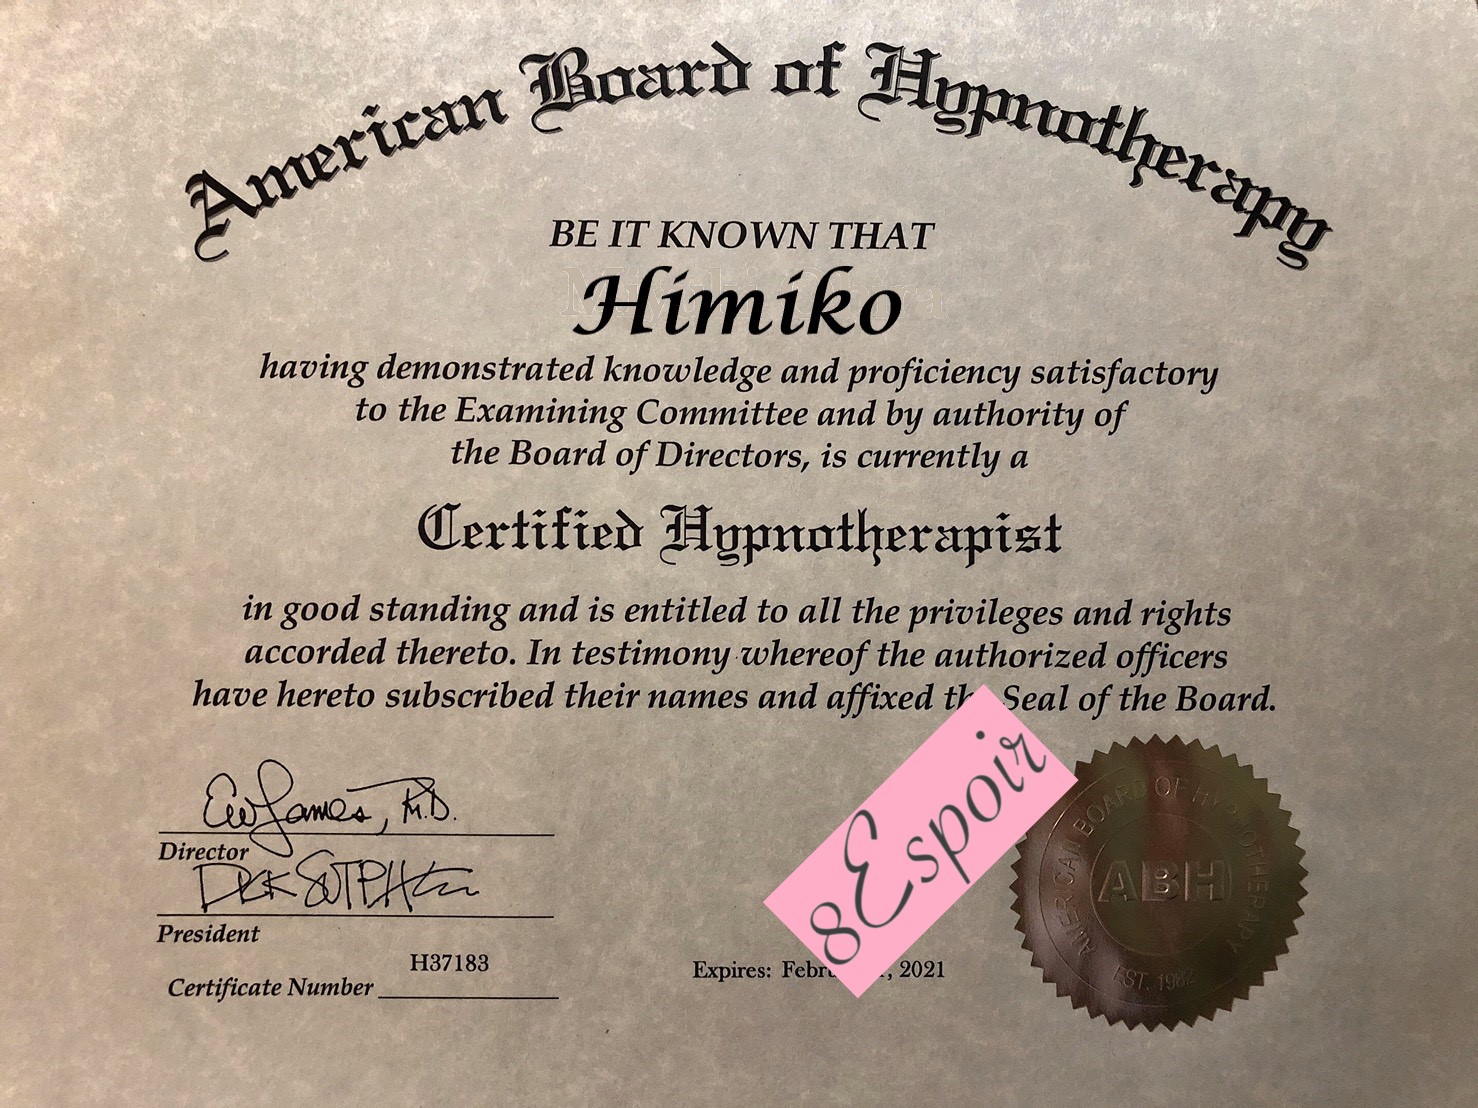 American Board of Hypnotherapy
BE IT KNOWN THAT
Himiko
having demonstrated knowledge and proficiency satisfactory
to the Examining Committee and by authority of
the Board of Directors, is currently a
Certified Hypnotherapist
in good standing and is entitled to all the privileges and rights
accorded thereto. In testimony whereof the authorized officers
have hereto subscribed their names and affixed Seal of the Board.
8Espoir
AMERICAN BOARD OF HYPNOTHERAPY
ABH
EST. 1982
Director
President
H37183
Certificate Number
Expires: 2021